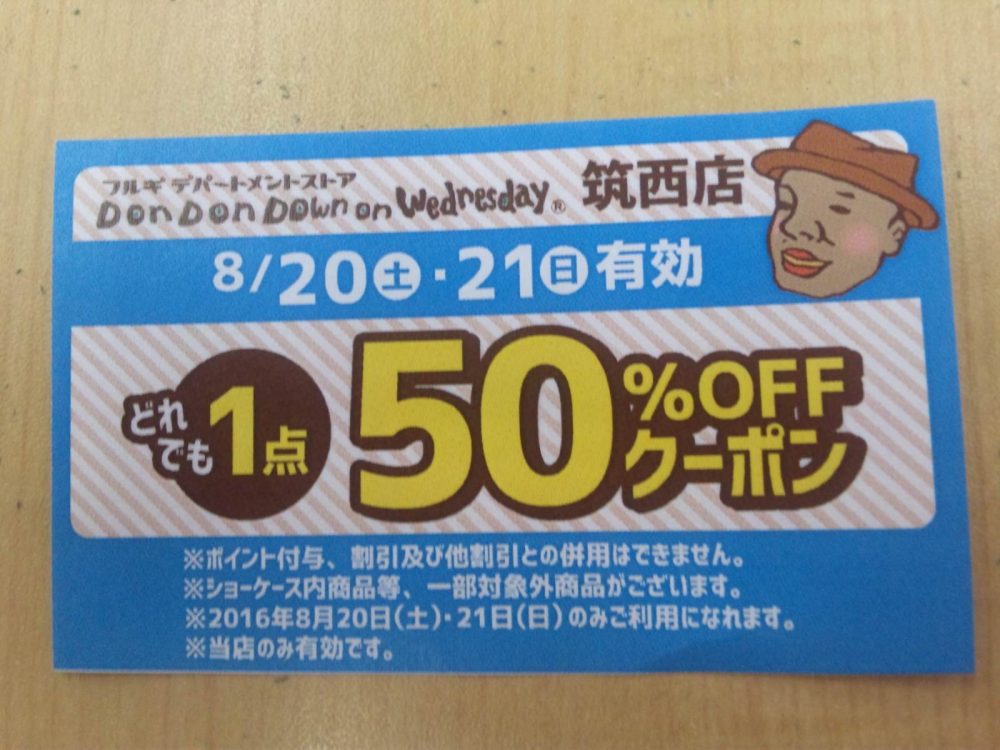 フルギ デパートメントストア
DonDonDown on Wednesday® 筑西店
8/20㊏・21㊐有効
どれでも1点 50%OFFクーポン
※ポイント付与、割引及び他割引との併用はできません。
※ショーケース内商品等、一部対象外商品がございます。
※2016年8月20日(土)・21日(日)のみご利用になれます。
※当店のみ有効です。